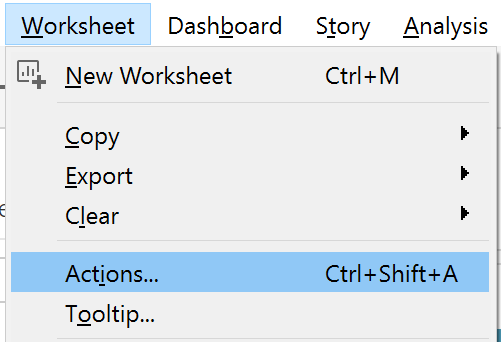 Worksheet Dashboard Story Analysis
New Worksheet Ctrl+M
Copy
Export
Clear
Actions... Ctrl+Shift+A
Tooltip...